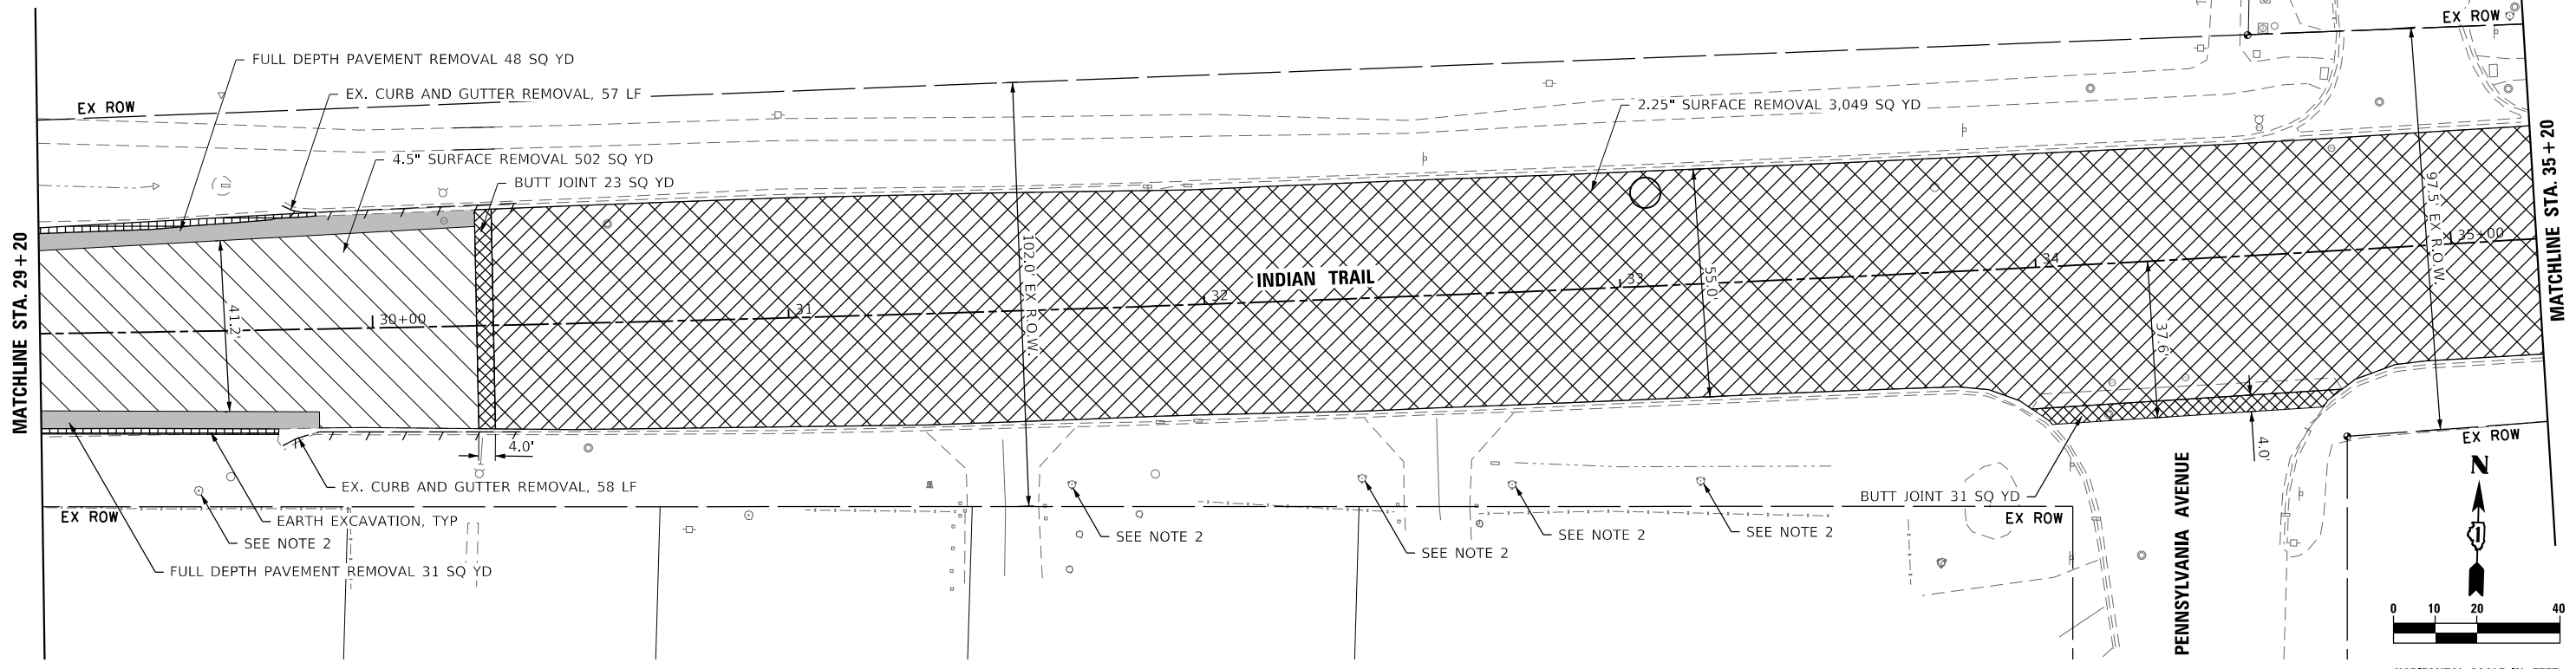 EX ROW
FULL DEPTH PAVEMENT REMOVAL 48 SQ YD
EX ROW
EX. CURB AND GUTTER REMOVAL, 57 LF
2.25" SURFACE REMOVAL 3,049 SQ YD
4.5" SURFACE REMOVAL 502 SQ YD
BUTT JOINT 23 SQ YD
MATCHLINE STA. 29+20
MATCHLINE STA. 35+20
97.5' EX R.O.W.
102.0' EX R.O.W.
INDIAN TRAIL
41.2'
30+00
31
32
33
34
35+00
55.0'
37.6'
4.0'
4.0'
EX. CURB AND GUTTER REMOVAL, 58 LF
EX ROW
EARTH EXCAVATION, TYP
SEE NOTE 2
FULL DEPTH PAVEMENT REMOVAL 31 SQ YD
SEE NOTE 2
SEE NOTE 2
SEE NOTE 2
SEE NOTE 2
BUTT JOINT 31 SQ YD
EX ROW
EX ROW
PENNSYLVANIA AVENUE
N
0 10 20 40